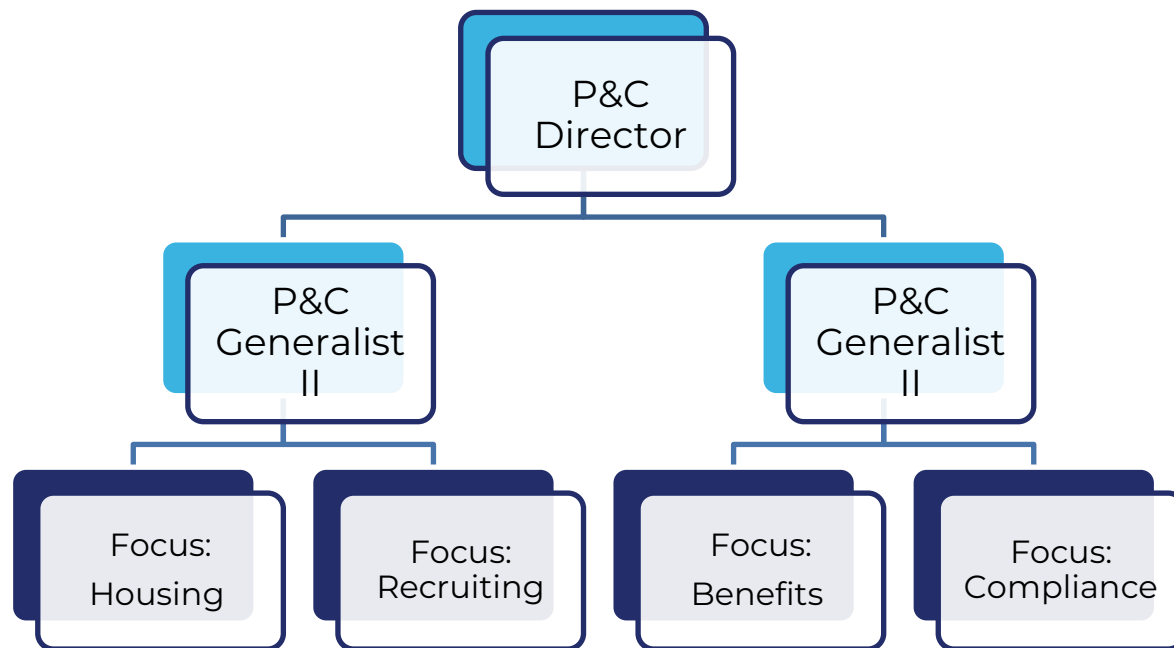 P&C
Director
P&C
Generalist
II
P&C
Generalist
II
Focus:
Housing
Focus:
Recruiting
Focus:
Benefits
Focus:
Compliance